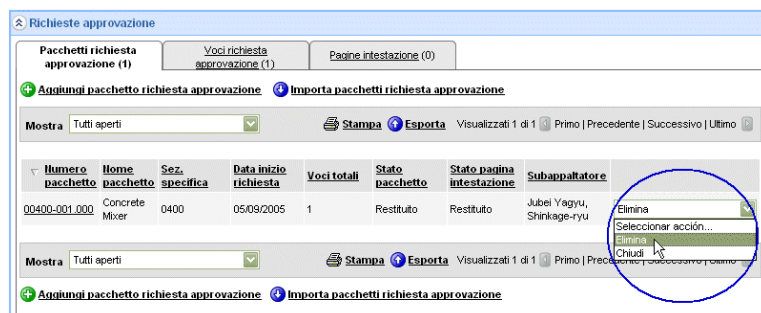 Richieste approvazione
Pacchetti richiesta approvazione (1)
Voci richiesta approvazione (1)
Pagine intestazione (0)
Aggiungi pacchetto richiesta approvazione Importa pacchetti richiesta approvazione
Mostra Tutti aperti Stampa Esporta Visualizzati 1 di 1 Primo | Precedente | Successivo | Ultimo
Numero pacchetto Nome pacchetto Sez. specifica Data inizio richiesta Voci totali Stato pacchetto Stato pagina intestazione Subappaltatore
00400-001.000 Concrete Mixer 0400 05/09/2005 1 Restituito Restituito Jubei Yagyu, Shinkage-ryu Elimina
Seleccionar acción...
Elimina
Chiudi
Mostra Tutti aperti Stampa Esporta Visualizzati 1 di 1 Primo | Precedente | Successivo | Ultimo
Aggiungi pacchetto richiesta approvazione Importa pacchetti richiesta approvazione